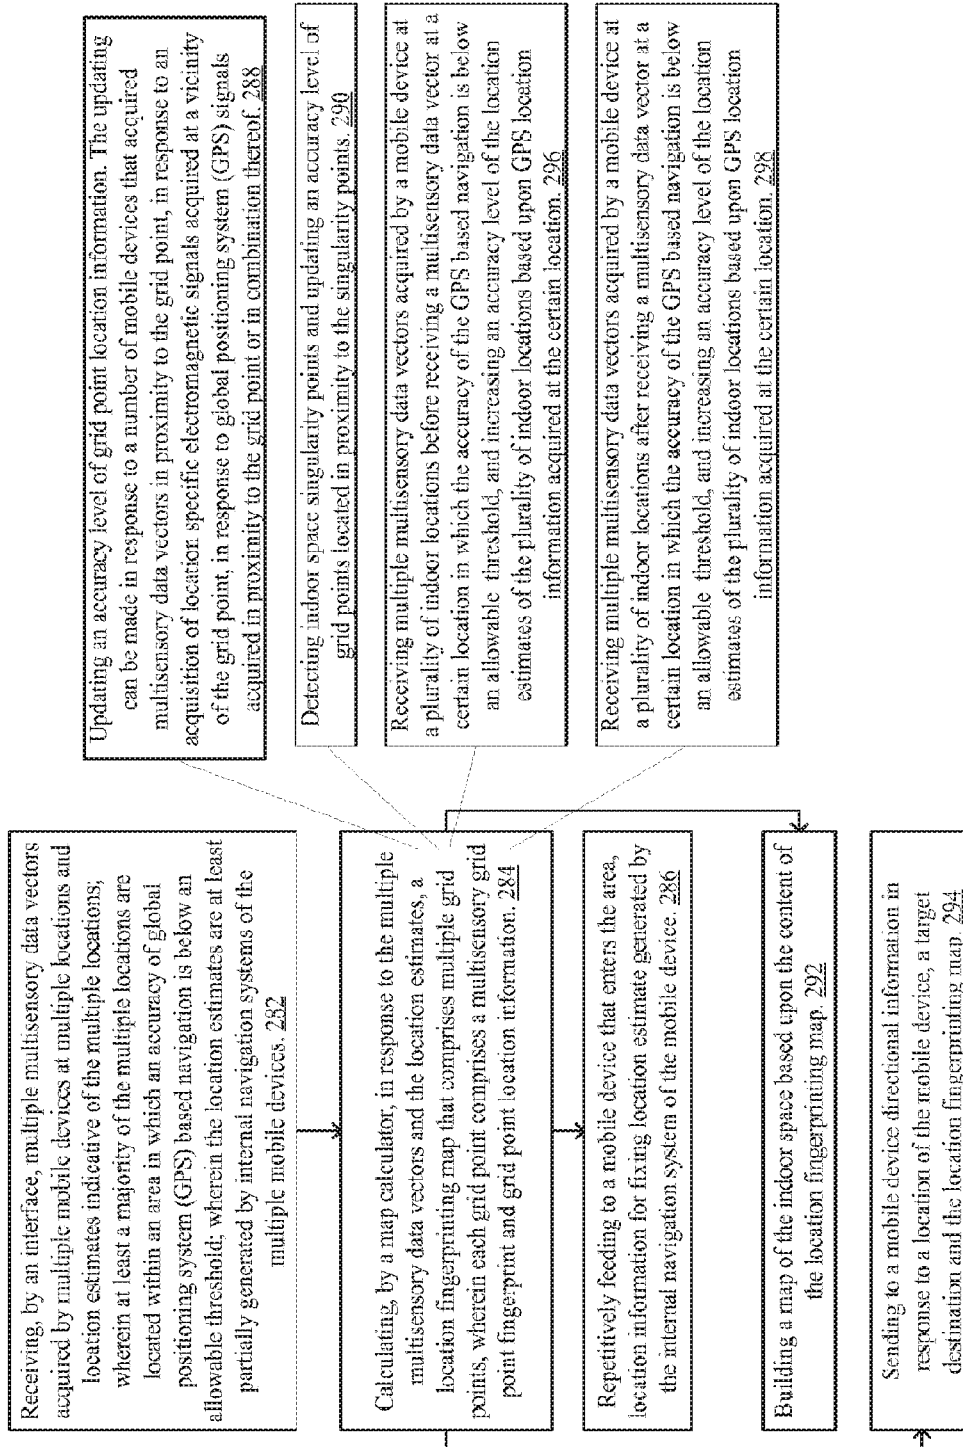 Receiving, by an interface, multiple multisensory data vectors
acquired by multiple mobile devices at multiple locations and
location estimates indicative of the multiple locations;
wherein at least a majority of the multiple locations are
located within an area in which an accuracy of global
positioning system (GPS) based navigation is below an
allowable threshold; wherein the location estimates are at least
partially generated by internal navigation systems of the
multiple mobile devices. 282
Calculating, by a map calculator, in response to the multiple
multisensory data vectors and the location estimates, a
location fingerprinting map that comprises multiple grid
points, wherein each grid point comprises a multisensory grid
point fingerprint and grid point location information. 284
Repetitively feeding to a mobile device that enters the area,
location information for fixing location estimate generated by
the internal navigation system of the mobile device. 286
Building a map of the indoor space based upon the content of
the location fingerprinting map. 292
Sending to a mobile device directional information in
response to a location of the mobile device, a target
destination and the location fingerprinting map. 294
Updating an accuracy level of grid point location information. The updating
can be made in response to a number of mobile devices that acquired
multisensory data vectors in proximity to the grid point, in response to an
acquisition of location specific electromagnetic signals acquired at a vicinity
of the grid point, in response to global positioning system (GPS) signals
acquired in proximity to the grid point or in combination thereof. 288
Detecting indoor space singularity points and updating an accuracy level of
grid points located in proximity to the singularity points. 290
Receiving multiple multisensory data vectors acquired by a mobile device at
a plurality of indoor locations before receiving a multisensory data vector at a
certain location in which the accuracy of the GPS based navigation is below
an allowable threshold, and increasing an accuracy level of the location
estimates of the plurality of indoor locations based upon GPS location
information acquired at the certain location. 296
Receiving multiple multisensory data vectors acquired by a mobile device at
a plurality of indoor locations after receiving a multisensory data vector at a
certain location in which the accuracy of the GPS based navigation is below
an allowable threshold, and increasing an accuracy level of the location
estimates of the plurality of indoor locations based upon GPS location
information acquired at the certain location. 298